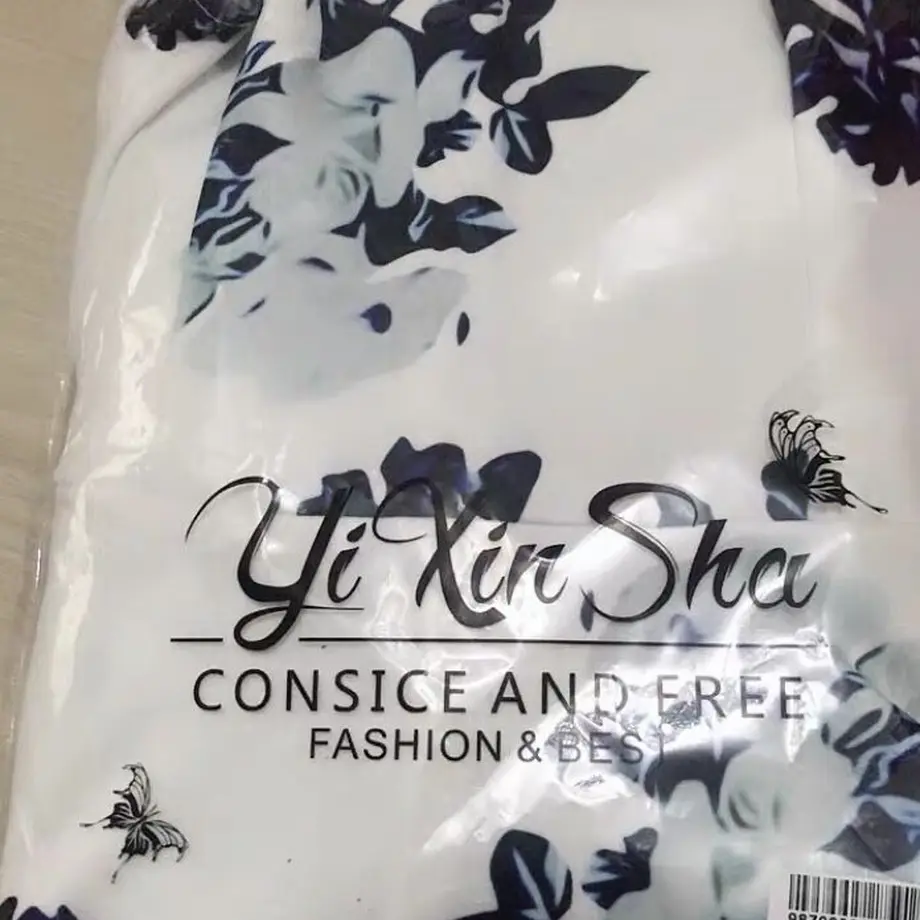 Yi Xin Sha
CONSICE AND FREE
FASHION & BEST